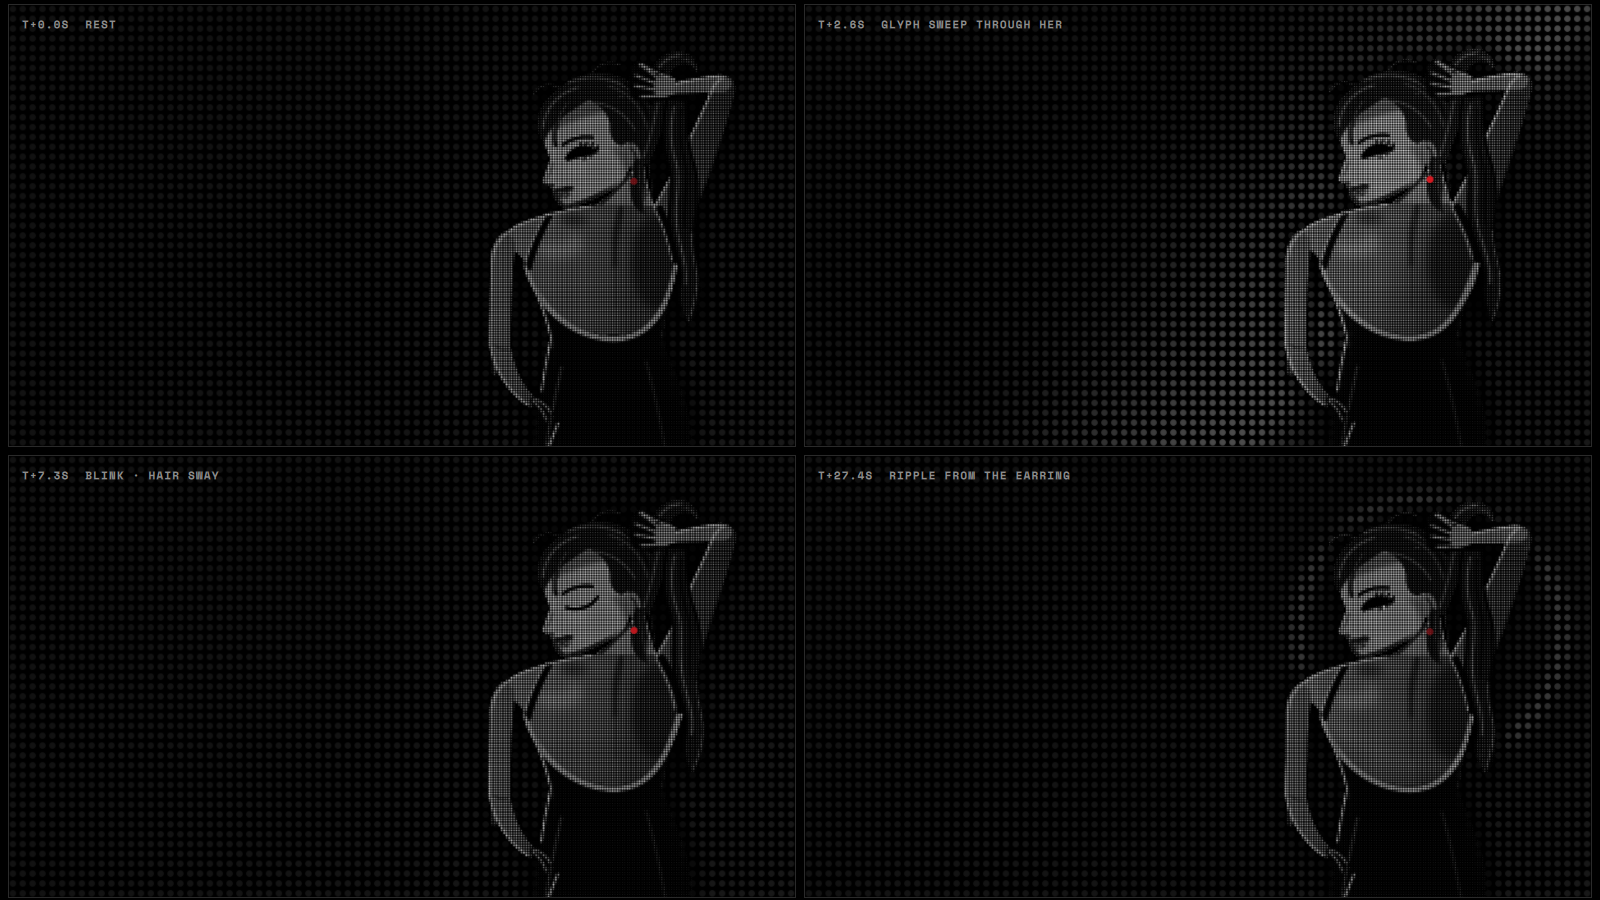 T+0.0S  REST
T+2.6S  GLYPH SWEEP THROUGH HER
T+7.3S  BLINK · HAIR SWAY
T+27.4S  RIPPLE FROM THE EARRING